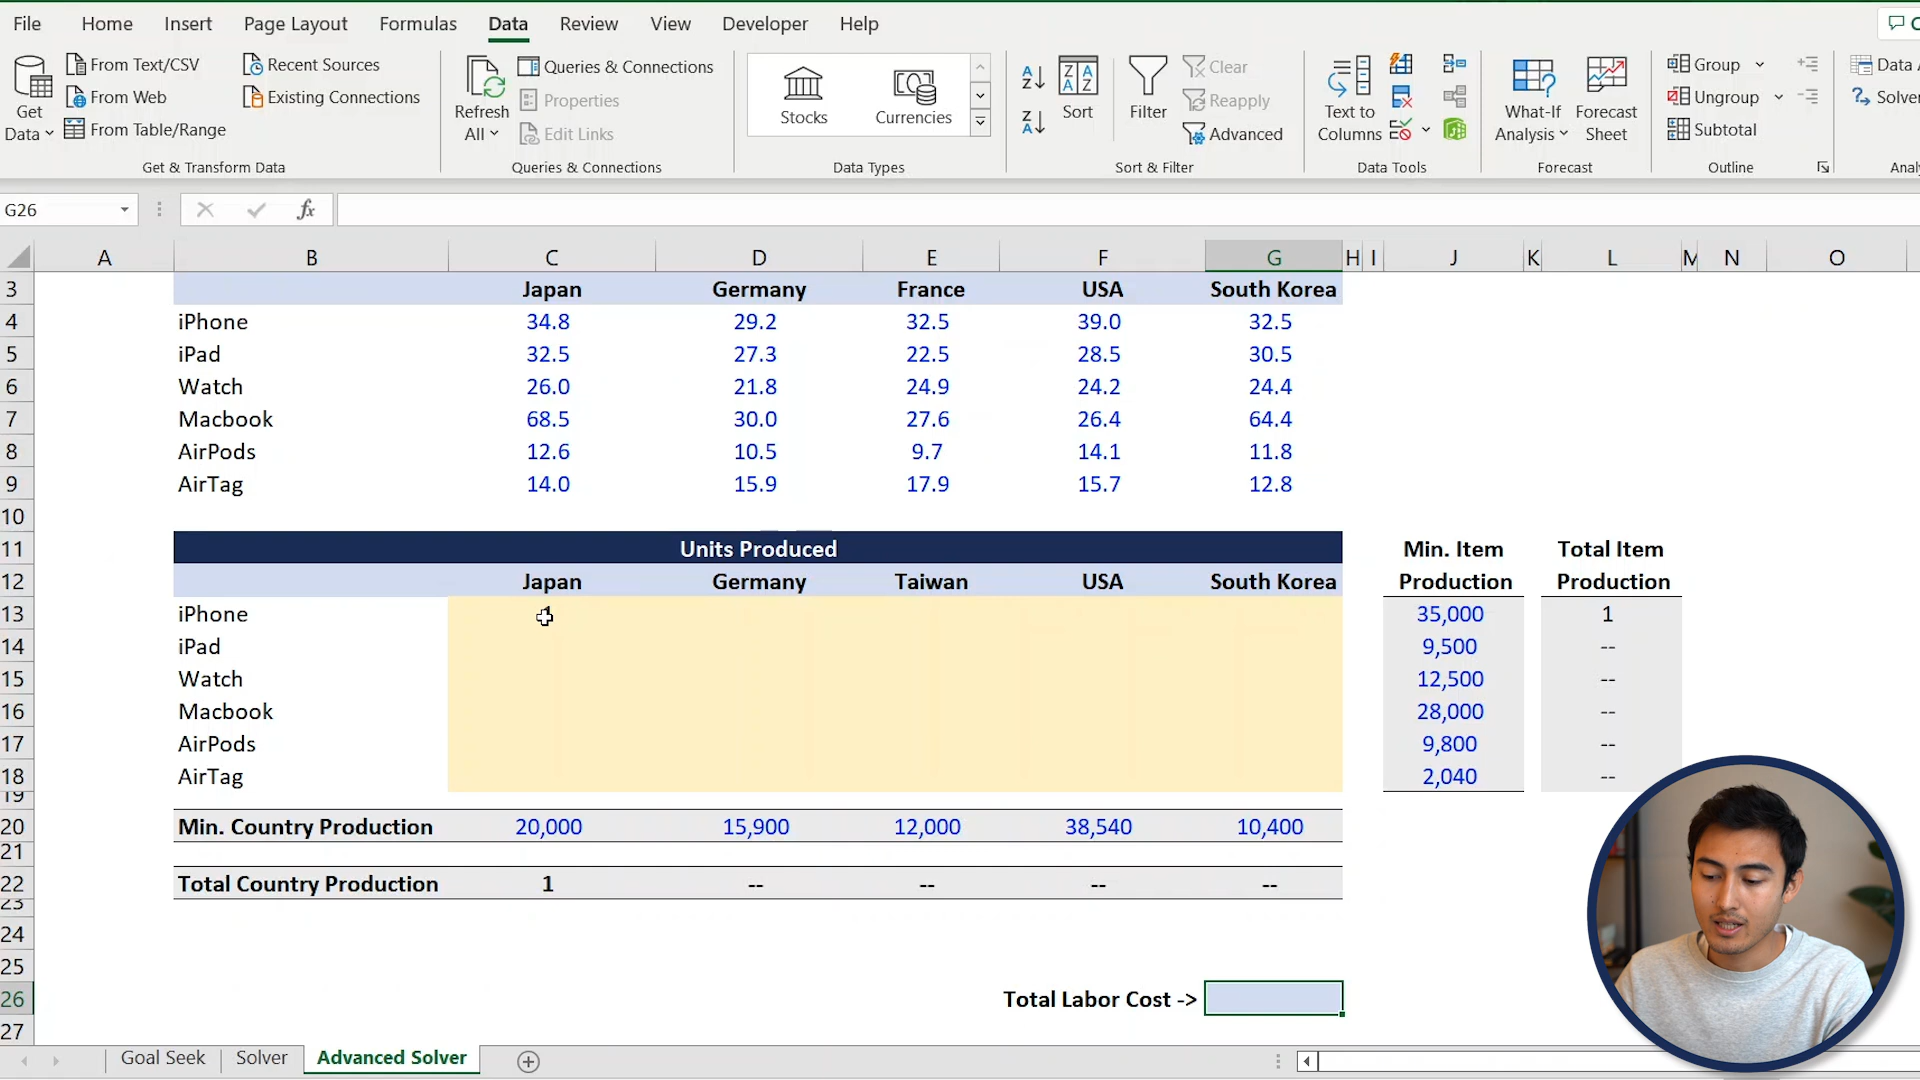 File Home Insert Page Layout Formulas Data Review View Developer Help
Get Data
From Text/CSV
From Web
From Table/Range
Recent Sources
Existing Connections
Get & Transform Data
Refresh All
Queries & Connections
Properties
Edit Links
Queries & Connections
Stocks Currencies
Data Types
Sort
Filter
Clear
Reapply
Advanced
Sort & Filter
Text to Columns
Data Tools
What-If Analysis
Forecast Sheet
Forecast
Group
Ungroup
Subtotal
Outline
Data
G26 fx
A B C D E F G H I J K L M N O
3 Japan Germany France USA South Korea
4 iPhone 34.8 29.2 32.5 39.0 32.5
5 iPad 32.5 27.3 22.5 28.5 30.5
6 Watch 26.0 21.8 24.9 24.2 24.4
7 Macbook 68.5 30.0 27.6 26.4 64.4
8 AirPods 12.6 10.5 9.7 14.1 11.8
9 AirTag 14.0 15.9 17.9 15.7 12.8
10
11 Units Produced Min. Item Total Item
12 Japan Germany Taiwan USA South Korea Production Production
13 iPhone 35,000 1
14 iPad 9,500 --
15 Watch 12,500 --
16 Macbook 28,000 --
17 AirPods 9,800 --
18 AirTag 2,040 --
19
20 Min. Country Production 20,000 15,900 12,000 38,540 10,400
21
22 Total Country Production 1 -- -- -- --
23
24
25
26 Total Labor Cost ->
27
Goal Seek Solver Advanced Solver